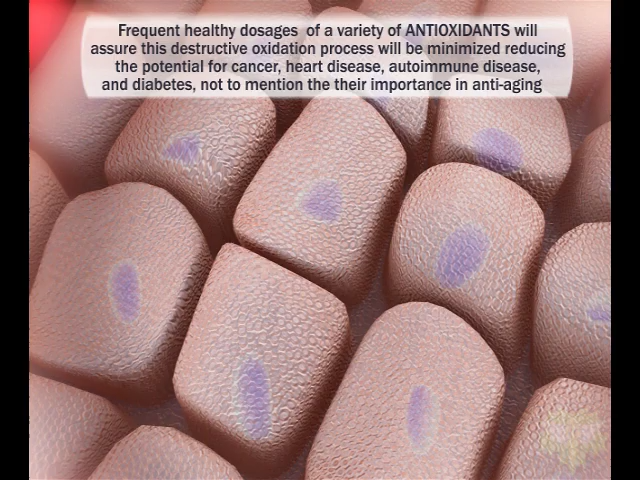 Frequent healthy dosages of a variety of ANTIOXIDANTS will
assure this destructive oxidation process will be minimized reducing
the potential for cancer, heart disease, autoimmune disease,
and diabetes, not to mention the their importance in anti-aging